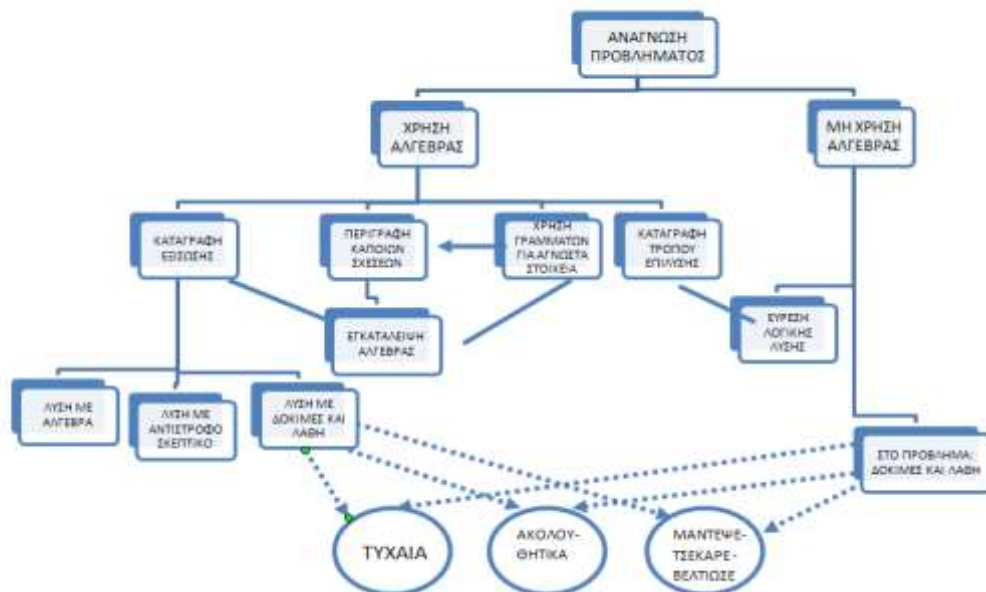 ΑΝΑΓΝΩΣΗ
ΠΡΟΒΛΗΜΑΤΟΣ
ΧΡΗΣΗ
ΑΛΓΕΒΡΑΣ
ΜΗ ΧΡΗΣΗ
ΑΛΓΕΒΡΑΣ
ΚΑΤΑΓΡΑΦΗ
ΕΞΙΣΩΣΗΣ
ΠΕΡΙΓΡΑΦΗ
ΚΑΠΟΙΩΝ
ΣΧΕΣΕΩΝ
ΧΡΗΣΗ
ΓΡΑΜΜΑΤΩΝ
ΓΙΑ ΑΓΝΩΣΤΑ
ΣΤΟΙΧΕΙΑ
ΚΑΤΑΓΡΑΦΗ
ΤΡΟΠΟΥ
ΕΠΙΛΥΣΗΣ
ΕΓΚΑΤΑΛΕΙΨΗ
ΑΛΓΕΒΡΑΣ
ΕΥΡΕΣΗ
ΛΟΓΙΚΗΣ
ΛΥΣΗΣ
ΛΥΣΗ ΜΕ
ΑΛΓΕΒΡΑ
ΛΥΣΗ ΜΕ
ΑΝΤΙΣΤΡΟΦΟ
ΣΚΕΠΤΙΚΟ
ΛΥΣΗ ΜΕ
ΔΟΚΙΜΕΣ ΚΑΙ
ΛΑΘΗ
ΣΤΟ ΠΡΟΒΛΗΜΑ:
ΔΟΚΙΜΕΣ ΚΑΙ ΛΑΘΗ
ΤΥΧΑΙΑ
ΑΚΟΛΟΥ-
ΘΗΤΙΚΑ
ΜΑΝΤΕΨΕ-
ΤΣΕΚΑΡΕ -
ΒΕΛΤΙΩΣΕ